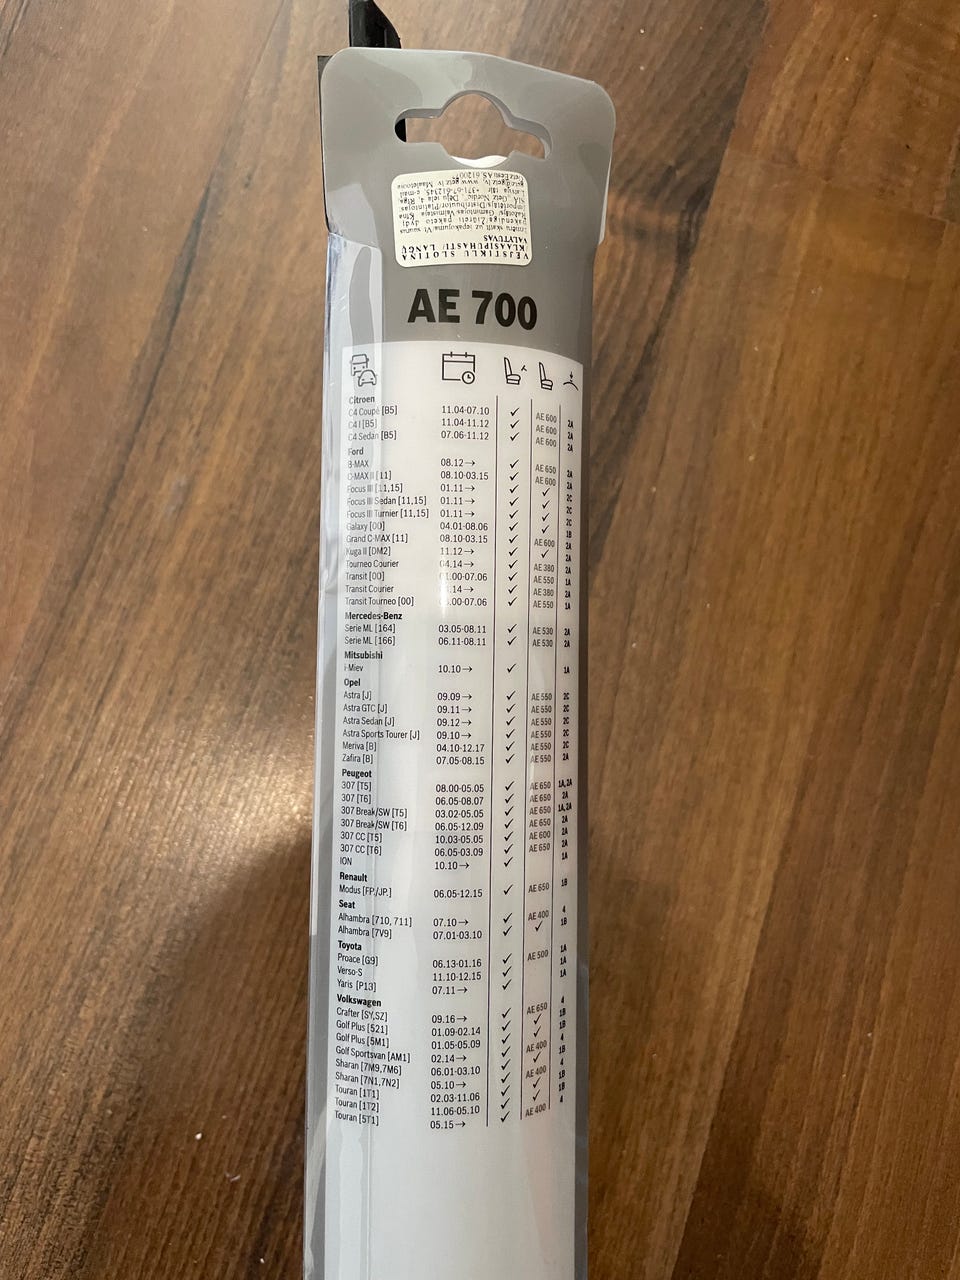 VEJSTIKLU SLOTINA
/KLASIPUHASTI/ LANGU
VALYTUVAS
AE 700
Citroen
C4 Coupé [B5] 11.04-07.10 ✓ AE 600 2A
C4 I [B5] 11.04-11.12 ✓ AE 600 2A
C4 Sedan [B5] 07.06-11.12 ✓ AE 600 2A
Ford
B-MAX 08.12→ ✓ AE 650 2A
C-MAX II [11] 08.10-03.15 ✓ AE 600 2A
Focus III [11,15] 01.11→ ✓ ✓ 2C
Focus III Sedan [11,15] 01.11→ ✓ ✓ 2C
Focus III Turnier [11,15] 01.11→ ✓ ✓ 2C
Galaxy [00] 04.01-08.06 ✓ ✓ 1B
Grand C-MAX [11] 08.10-03.15 ✓ AE 600 2A
Kuga II [DM2] 11.12→ ✓ ✓ 2A
Tourneo Courier 04.14→ ✓ AE 380 2A
Transit [00] .00-07.06 ✓ AE 550 1A
Transit Courier .14→ ✓ AE 380 2A
Transit Tourneo [00] .00-07.06 ✓ AE 550 1A
Mercedes-Benz
Serie ML [164] 03.05-08.11 ✓ AE 530 2A
Serie ML [166] 06.11-08.11 ✓ AE 530 2A
Mitsubishi
i-Miev 10.10→ ✓ 1A
Opel
Astra [J] 09.09→ ✓ AE 550 2C
Astra GTC [J] 09.11→ ✓ AE 550 2C
Astra Sedan [J] 09.12→ ✓ AE 550 2C
Astra Sports Tourer [J] 09.10→ ✓ AE 550 2C
Meriva [B] 04.10-12.17 ✓ AE 550 2C
Zafira [B] 07.05-08.15 ✓ AE 550 2A
Peugeot
307 [T5] 08.00-05.05 ✓ AE 650 1A, 2A
307 [T6] 06.05-08.07 ✓ AE 650 2A
307 Break/SW [T5] 03.02-05.05 ✓ AE 650 1A, 2A
307 Break/SW [T6] 06.05-12.09 ✓ AE 650 2A
307 CC [T5] 10.03-05.05 ✓ AE 600 2A
307 CC [T6] 06.05-03.09 ✓ AE 650 2A
ION 10.10→ ✓ 1A
Renault
Modus [FP./JP.] 06.05-12.15 ✓ AE 650 1B
Seat
Alhambra [710, 711] 07.10→ ✓ AE 400 4
Alhambra [7V9] 07.01-03.10 ✓ ✓ 1B
Toyota
Proace [G9] 06.13-01.16 ✓ AE 500 1A
Verso-S 11.10-12.15 ✓ 1A
Yaris [P13] 07.11→ ✓ 1A
Volkswagen
Crafter [SY,SZ] 09.16→ ✓ AE 650 4
Golf Plus [521] 01.09-02.14 ✓ ✓ 1B
Golf Plus [5M1] 01.05-05.09 ✓ ✓ 1B
Golf Sportsvan [AM1] 02.14→ ✓ AE 400 4
Sharan [7M9,7M6] 06.01-03.10 ✓ ✓ 1B
Sharan [7N1,7N2] 05.10→ ✓ AE 400 4
Touran [1T1] 02.03-11.06 ✓ ✓ 1B
Touran [1T2] 11.06-05.10 ✓ ✓ 1B
Touran [5T1] 05.15→ ✓ AE 400 4